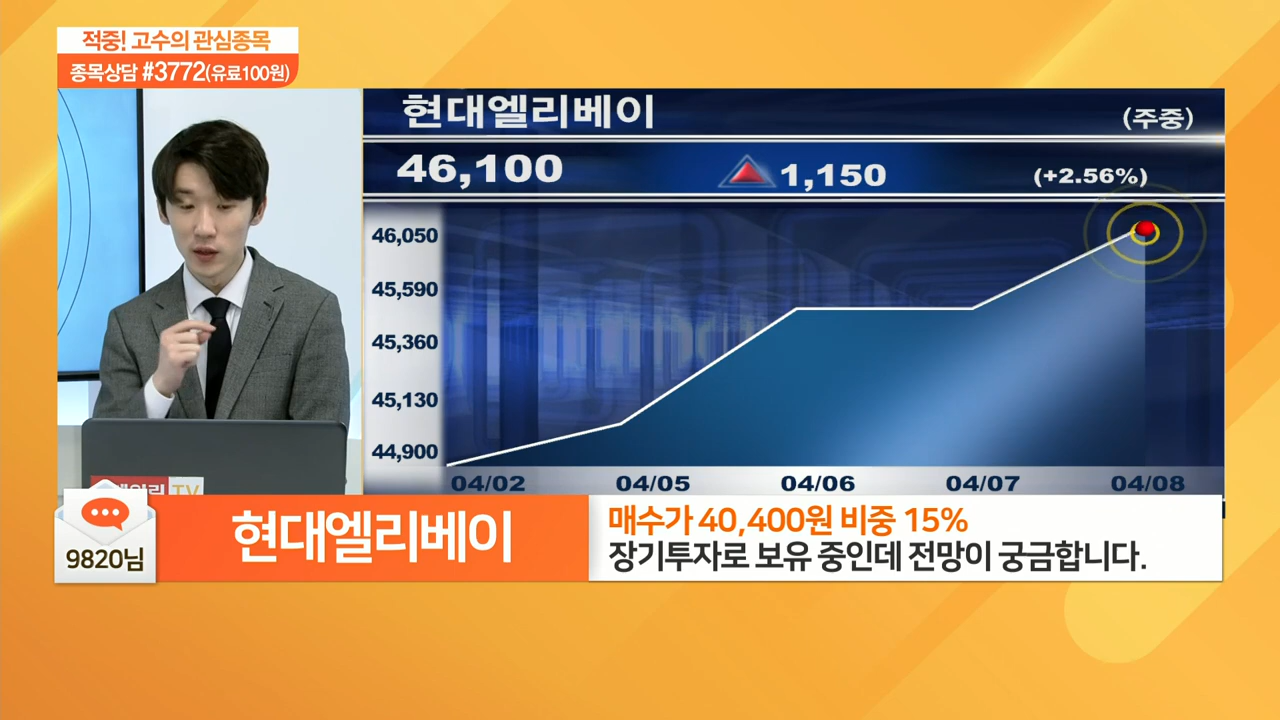 적중! 고수의 관심종목
종목상담 #3772(유료100원)
현대엘리베이
(주중)
46,100
1,150
(+2.56%)
46,050
45,590
45,360
45,130
44,900
04/02
04/05
04/06
04/07
04/08
TV
9820님
현대엘리베이
매수가 40,400원 비중 15%
장기투자로 보유 중인데 전망이 궁금합니다.